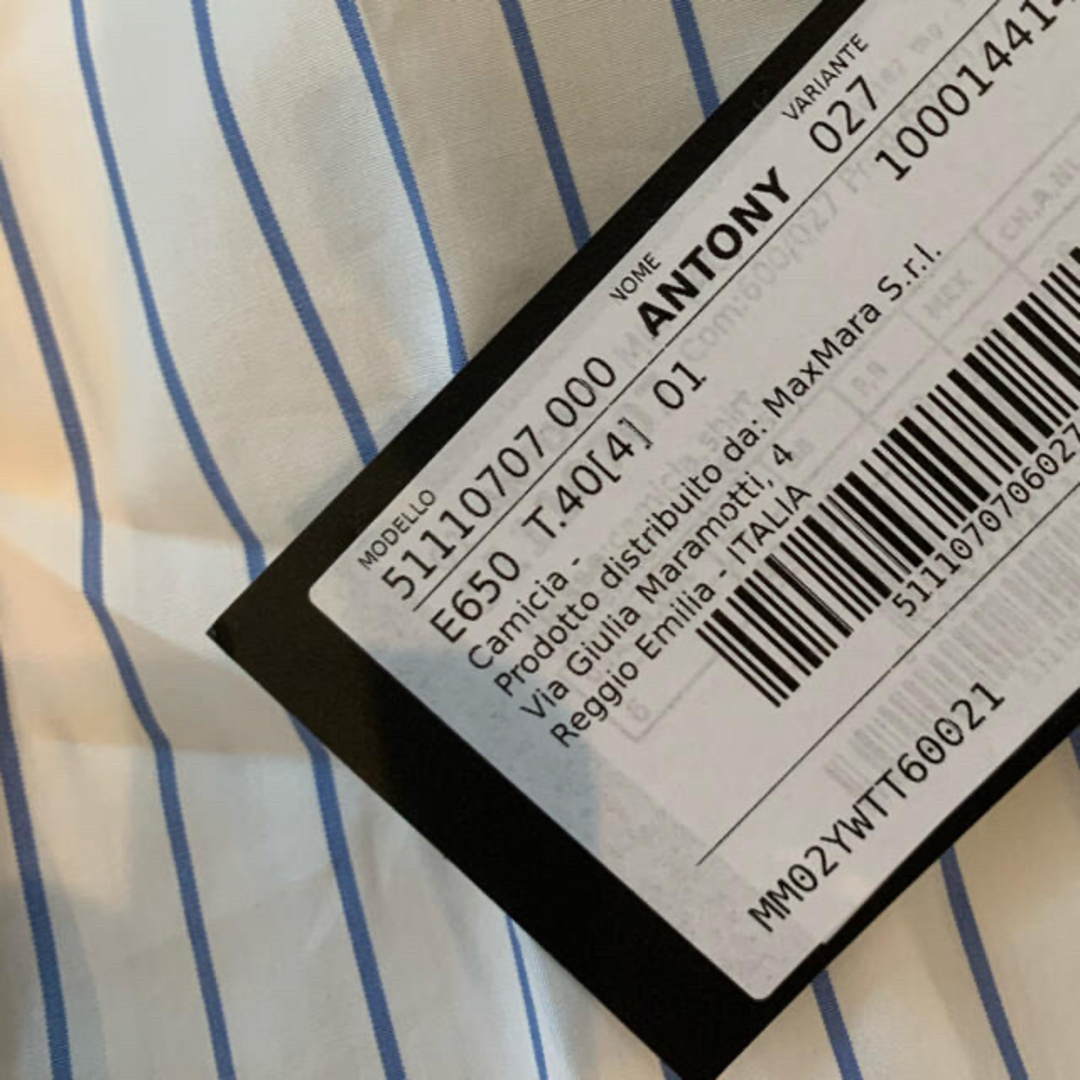 MODELLO NOME VARIANTE
51110707 000 ANTONY 027
E650 T.40[4] 01 100014414
Camicia -
Prodotto distribuito da: MaxMara S.r.l.
Via Giulia Maramotti, 4
Reggio Emilia - ITALIA
5111070706027
MM02YWTT60021